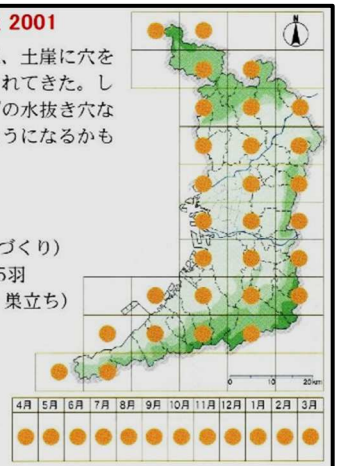 2001
、土崖に穴を
れてきた。し
の水抜き穴な
うになるかも
づくり)
5羽
巣立ち)
N
0 10 20km
4月 5月 6月 7月 8月 9月 10月 11月 12月 1月 2月 3月